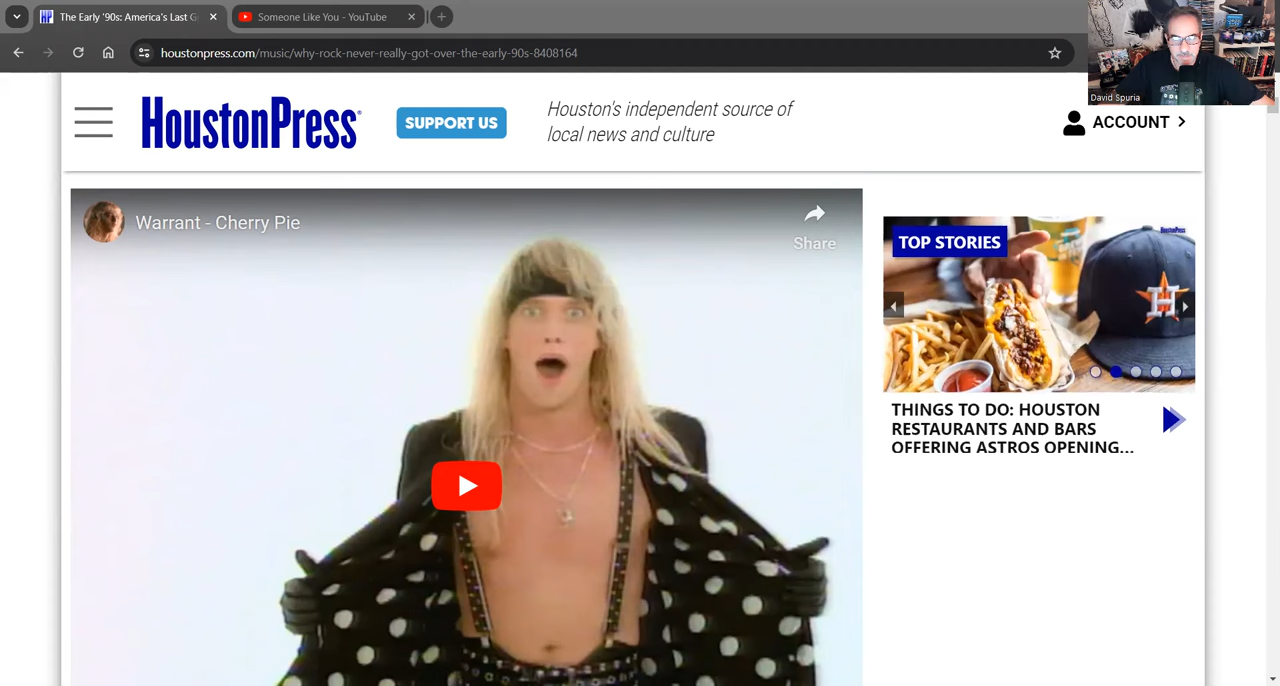 The Early '90s: America's Last G
Someone Like You - YouTube
houstonpress.com/music/why-rock-never-really-got-over-the-early-90s-8408164
David Spuria
HoustonPress
SUPPORT US
Houston's independent source of
local news and culture
ACCOUNT
Warrant - Cherry Pie
Share
TOP STORIES
HoustonPress
THINGS TO DO: HOUSTON
RESTAURANTS AND BARS
OFFERING ASTROS OPENING...